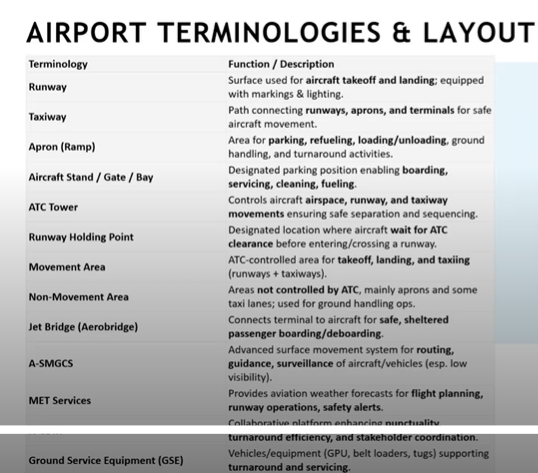 AIRPORT TERMINOLOGIES & LAYOUT
Terminology Function / Description
Runway Surface used for aircraft takeoff and landing; equipped
with markings & lighting.
Taxiway Path connecting runways, aprons, and terminals for safe
aircraft movement.
Apron (Ramp) Area for parking, refueling, loading/unloading, ground
handling, and turnaround activities.
Aircraft Stand / Gate / Bay Designated parking position enabling boarding,
servicing, cleaning, fueling.
ATC Tower Controls aircraft airspace, runway, and taxiway
movements ensuring safe separation and sequencing.
Runway Holding Point Designated location where aircraft wait for ATC
clearance before entering/crossing a runway.
Movement Area ATC-controlled area for takeoff, landing, and taxiing
(runways + taxiways).
Non-Movement Area Areas not controlled by ATC, mainly aprons and some
taxi lanes; used for ground handling ops.
Jet Bridge (Aerobridge) Connects terminal to aircraft for safe, sheltered
passenger boarding/deboarding.
A-SMGCS Advanced surface movement system for routing,
guidance, surveillance of aircraft/vehicles (esp. low
visibility).
MET Services Provides aviation weather forecasts for flight planning,
runway operations, safety alerts.
Collaborative platform enhancing punctuality
turnaround efficiency, and stakeholder coordination.
Ground Service Equipment (GSE) Vehicles/equipment (GPU, belt loaders, tugs) supporting
turnaround and servicing.